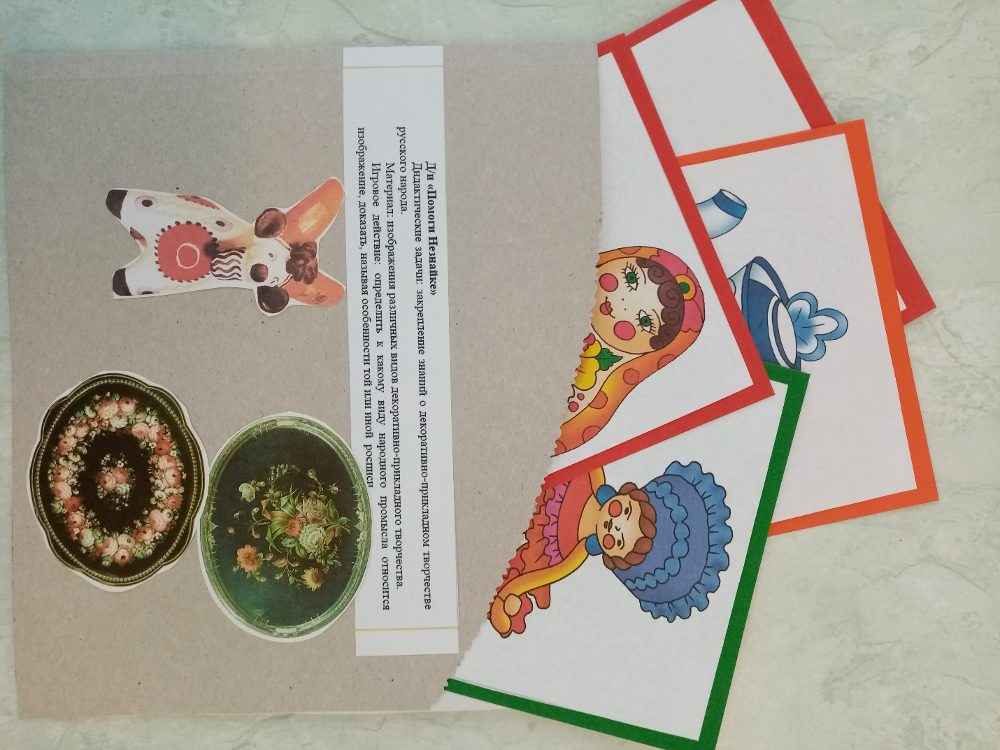 Д/и «Помоги Незнайке»
Дидактические задачи: закрепление знаний о декоративно-прикладном творчестве
русского народа.
Материал: изображения различных видов декоративно-прикладного творчества.
Игровое действие: определить к какому виду народного промысла относится
изображение, доказать, называя особенности той или иной росписи